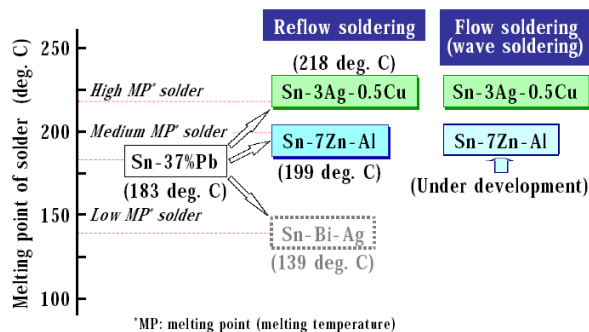 Reflow soldering
Flow soldering
(wave soldering)
Melting point of solder (deg. C)
250
200
150
100
High MP* solder
(218 deg. C)
Sn-3Ag-0.5Cu
Sn-3Ag-0.5Cu
Medium MP* solder
Sn-7Zn-Al
Sn-7Zn-Al
Sn-37%Pb
(183 deg. C)
(199 deg. C)
(Under development)
Low MP* solder
Sn-Bi-Ag
(139 deg. C)
*MP: melting point (melting temperature)